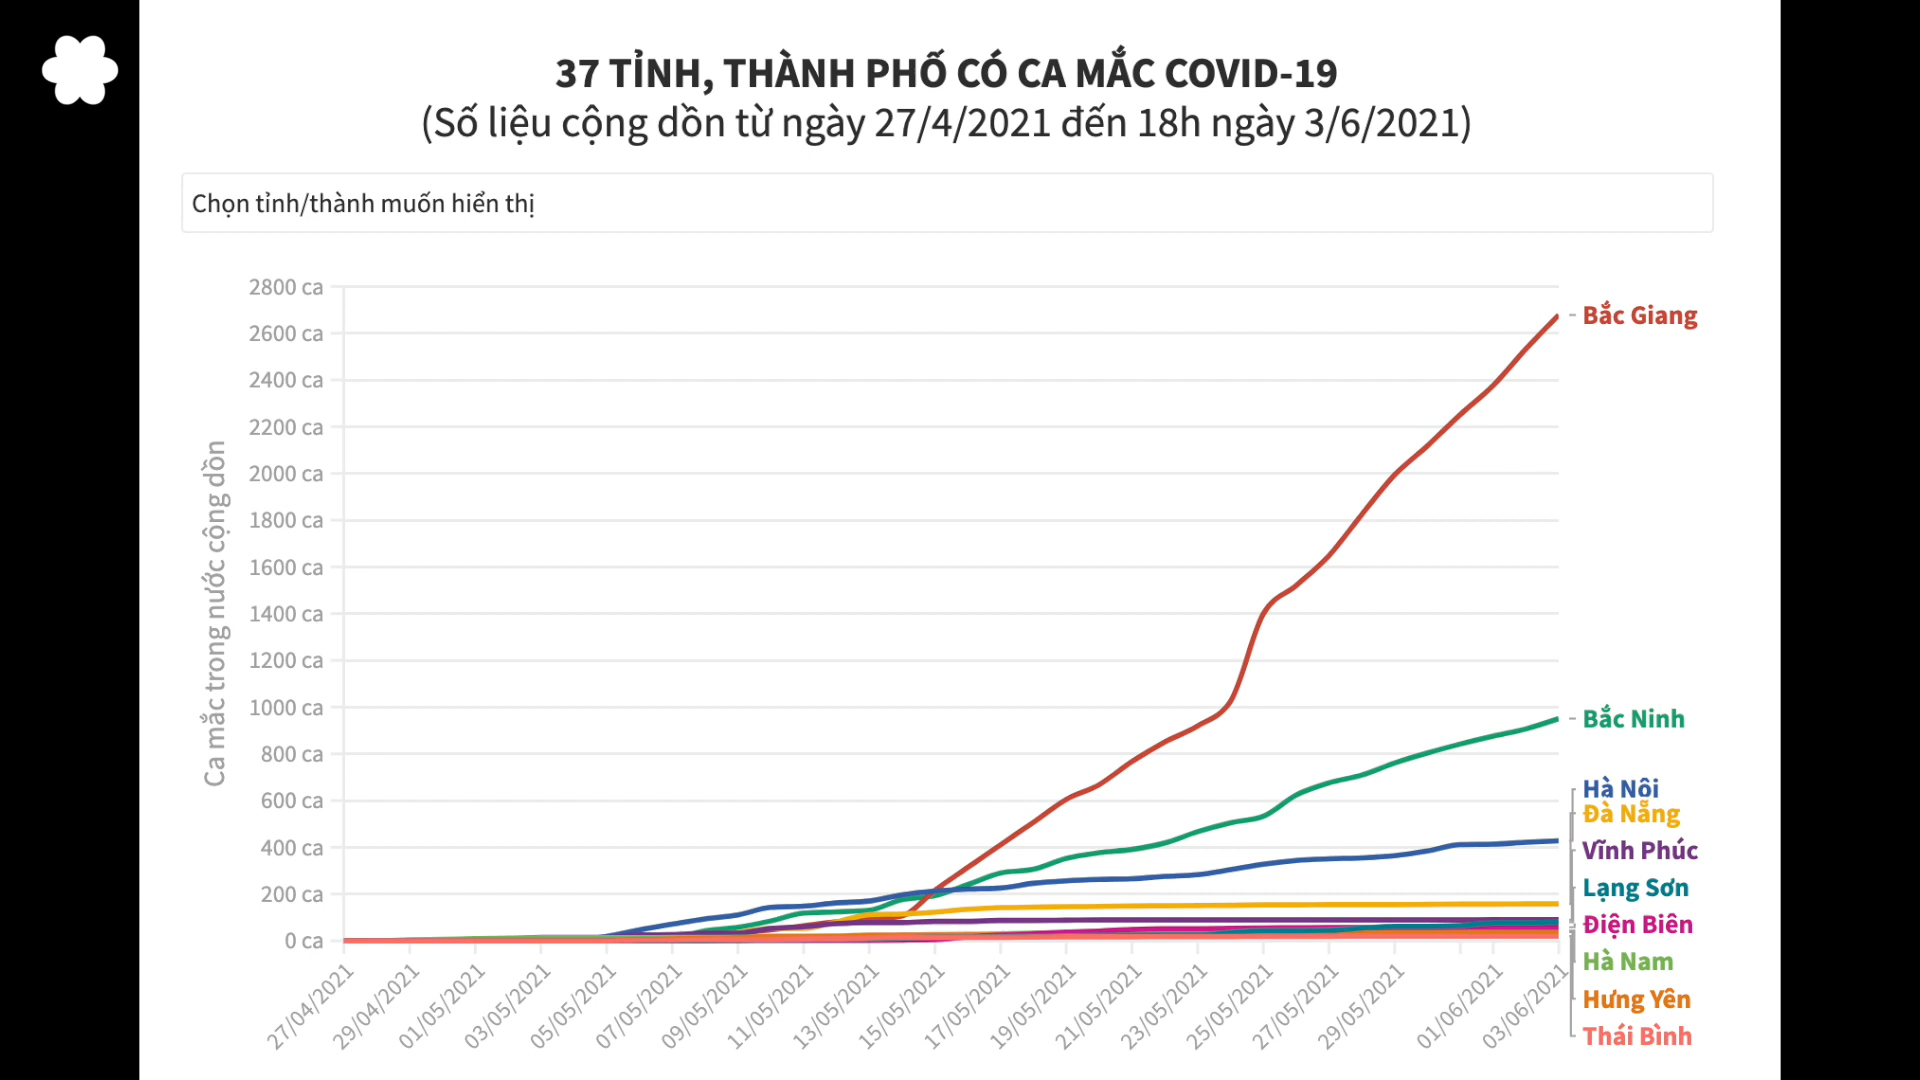 37 TỈNH, THÀNH PHỐ CÓ CA MẮC COVID-19
(Số liệu cộng dồn từ ngày 27/4/2021 đến 18h ngày 3/6/2021)
Chọn tỉnh/thành muốn hiển thị
Ca mắc trong nước cộng dồn
2800 ca
2600 ca
2400 ca
2200 ca
2000 ca
1800 ca
1600 ca
1400 ca
1200 ca
1000 ca
800 ca
600 ca
400 ca
200 ca
0 ca
Bắc Giang
Bắc Ninh
Hà Nội
Đà Nẵng
Vĩnh Phúc
Lạng Sơn
Điện Biên
Hà Nam
Hưng Yên
Thái Bình
27/04/2021
29/04/2021
01/05/2021
03/05/2021
05/05/2021
07/05/2021
09/05/2021
11/05/2021
13/05/2021
15/05/2021
17/05/2021
19/05/2021
21/05/2021
23/05/2021
25/05/2021
27/05/2021
29/05/2021
01/06/2021
03/06/2021